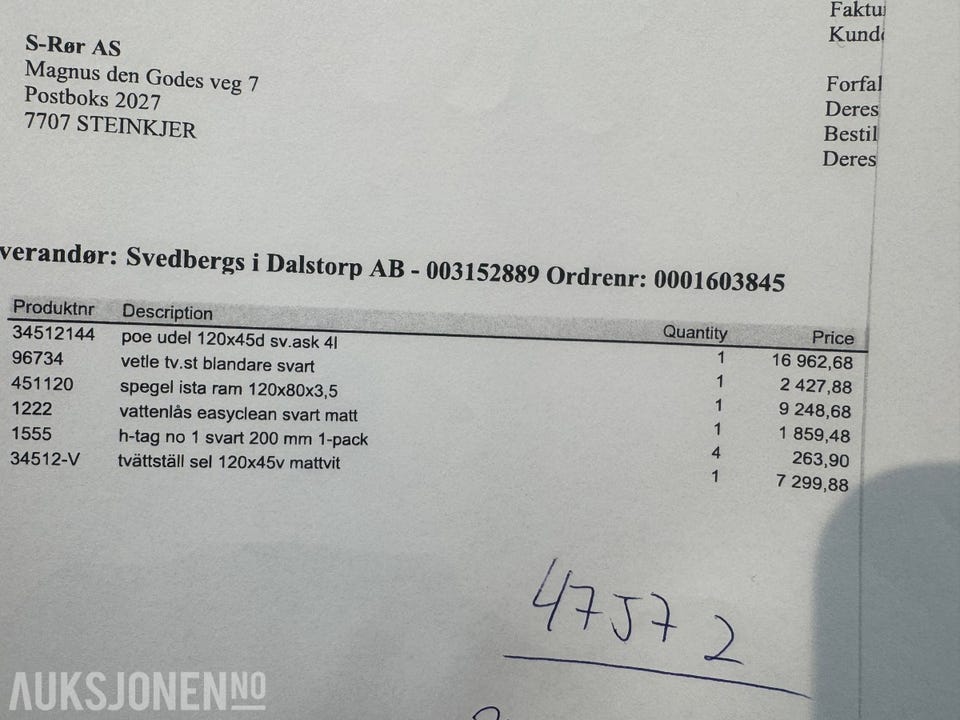 Faktu
Kund
S-Rør AS
Magnus den Godes veg 7
Postboks 2027
7707 STEINKJER
Forfal
Deres
Bestil
Deres
verandør: Svedbergs i Dalstorp AB - 003152889 Ordrenr: 0001603845
Produktnr Description Quantity Price
34512144 poe udel 120x45d sv.ask 4l 1 16 962,68
96734 vetle tv.st blandare svart 1 2 427,88
451120 spegel ista ram 120x80x3,5 1 9 248,68
1222 vattenlås easyclean svart matt 1 1 859,48
1555 h-tag no 1 svart 200 mm 1-pack 4 263,90
34512-V tvättställ sel 120x45v mattvit 1 7 299,88
47572
AUKSJONEN NO